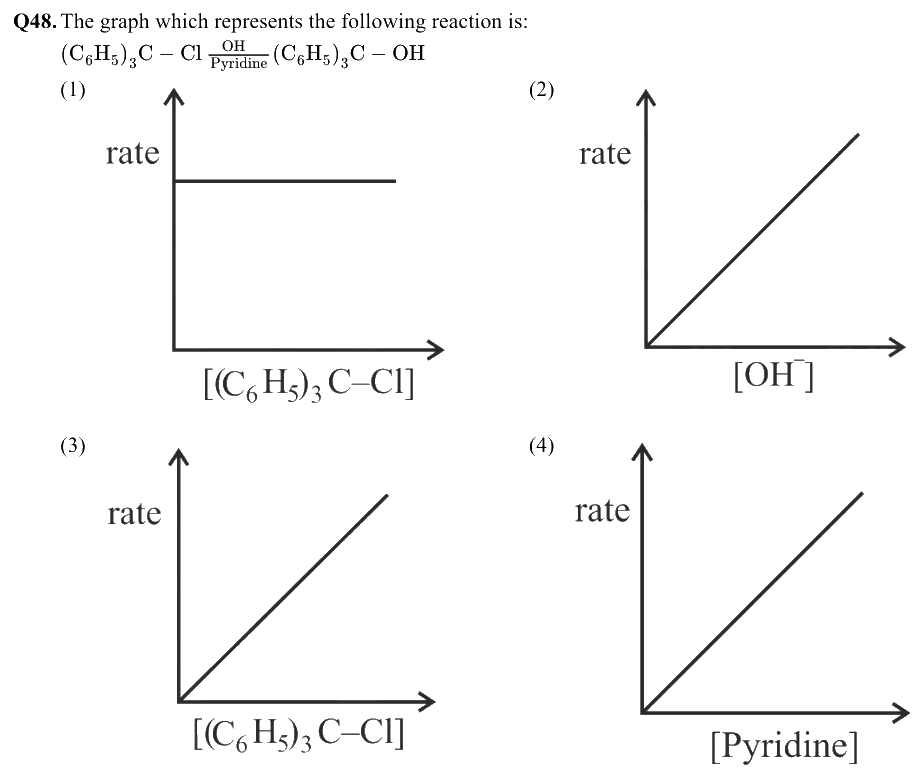 Q48. The graph which represents the following reaction is:
(C₆H₅)₃C – Cl OH/Pyridine (C₆H₅)₃C – OH
(1)
rate
[(C₆H₅)₃C–Cl]
(2)
rate
[OH⁻]
(3)
rate
[(C₆H₅)₃C–Cl]
(4)
rate
[Pyridine]